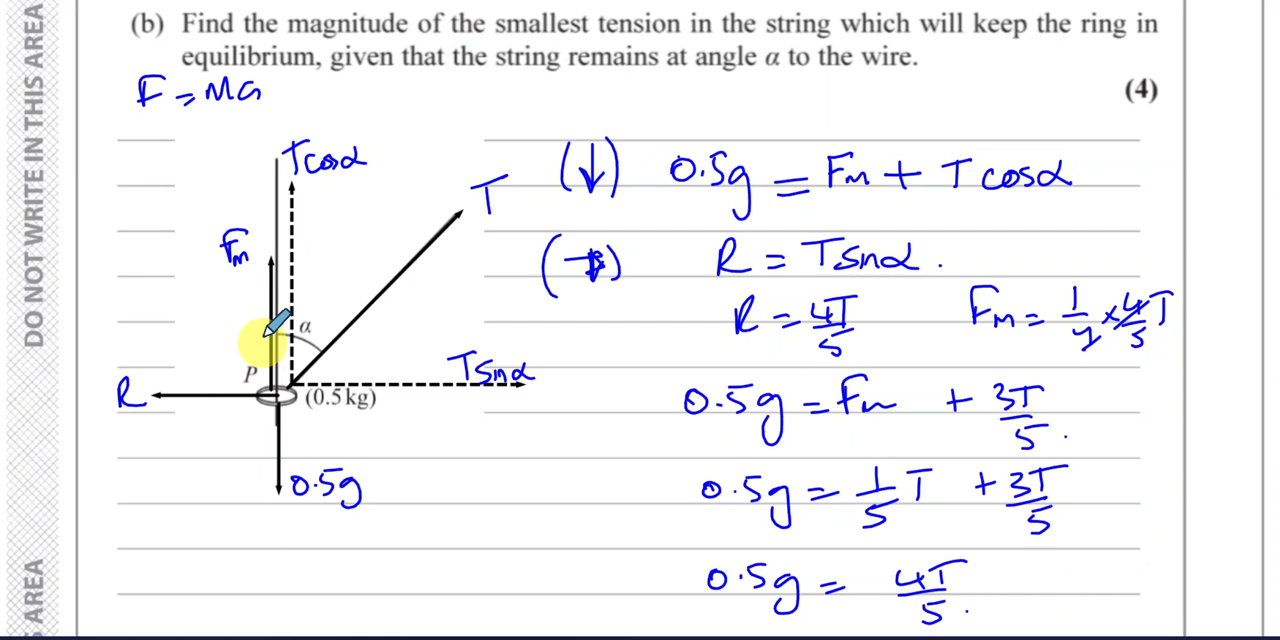 (b) Find the magnitude of the smallest tension in the string which will keep the ring in
equilibrium, given that the string remains at angle α to the wire.
(4)
F = MG
Tcosα
T
Fm
α
P
R
(0.5 kg)
Tsinα
0.5g
(↓) 0.5g = Fm + Tcosα
R = Tsinα.
R = 4T/5
Fm = 1/4 × 4/5 T
0.5g = Fm + 3T/5.
0.5g = 1/5 T + 3T/5
0.5g = 4T/5.
DO NOT WRITE IN THIS AREA
AREA